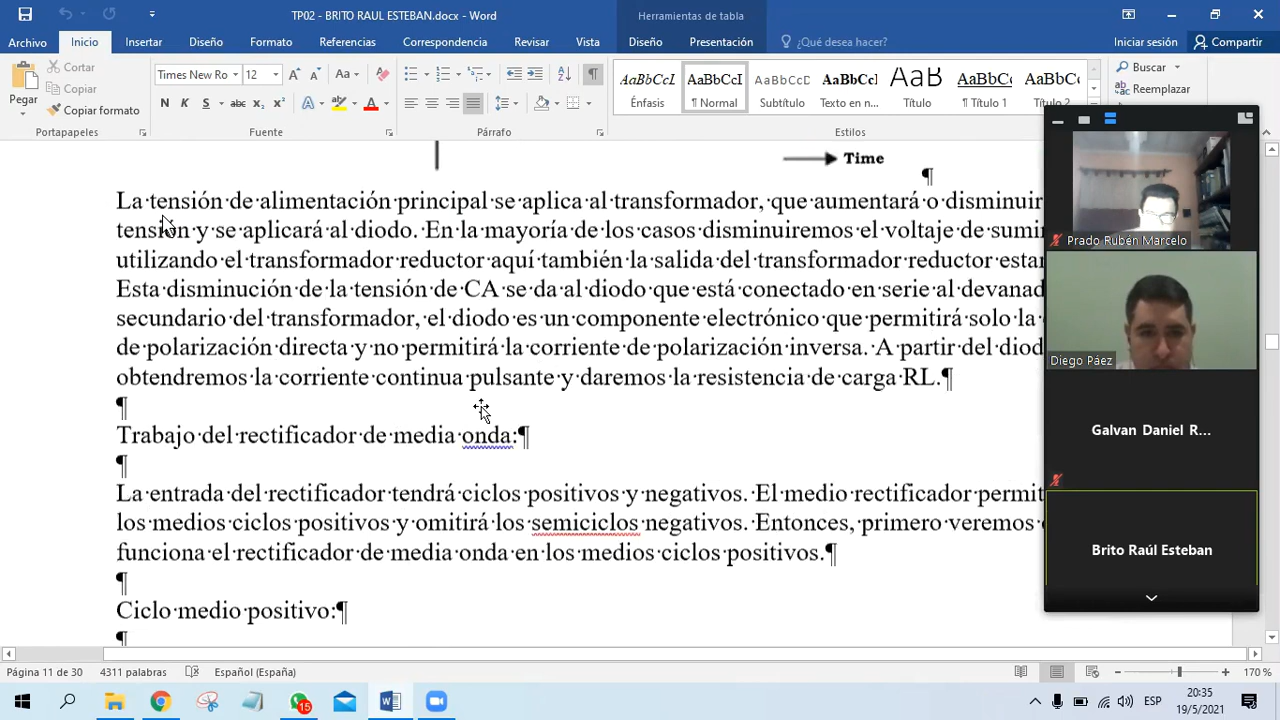 TP02 - BRITO RAUL ESTEBAN.docx - Word
Herramientas de tabla
Archivo Inicio Insertar Diseño Formato Referencias Correspondencia Revisar Vista Diseño Presentación ¿Qué desea hacer? Iniciar sesión Compartir
Pegar
Cortar
Copiar
Copiar formato
Portapapeles
Times New Ro 12
N K S abc x₂ x²
Fuente
Párrafo
AaBbCcL AaBbCcI AaBbCcD AaBbCc AaB AaBbCc AaBbCc
Énfasis ¶ Normal Subtítulo Texto en n... Título ¶ Título 1 Título 2
Estilos
Buscar
Reemplazar
Time
¶
La tensión de alimentación principal se aplica al transformador, que aumentará o disminuir
tensión y se aplicará al diodo. En la mayoría de los casos disminuiremos el voltaje de sumi
utilizando el transformador reductor aquí también la salida del transformador reductor estar
Esta disminución de la tensión de CA se da al diodo que está conectado en serie al devanad
secundario del transformador, el diodo es un componente electrónico que permitirá solo la
de polarización directa y no permitirá la corriente de polarización inversa. A partir del diod
obtendremos la corriente continua pulsante y daremos la resistencia de carga RL.¶
¶
Trabajo del rectificador de media onda:¶
¶
La entrada del rectificador tendrá ciclos positivos y negativos. El medio rectificador permit
los medios ciclos positivos y omitirá los semiciclos negativos. Entonces, primero veremos
funciona el rectificador de media onda en los medios ciclos positivos.¶
¶
Ciclo medio positivo:¶
¶
Prado Rubén Marcelo
Diego Páez
Galvan Daniel R...
Brito Raúl Esteban
Página 11 de 30 4311 palabras Español (España) 170 %
15
ESP
20:35
19/5/2021